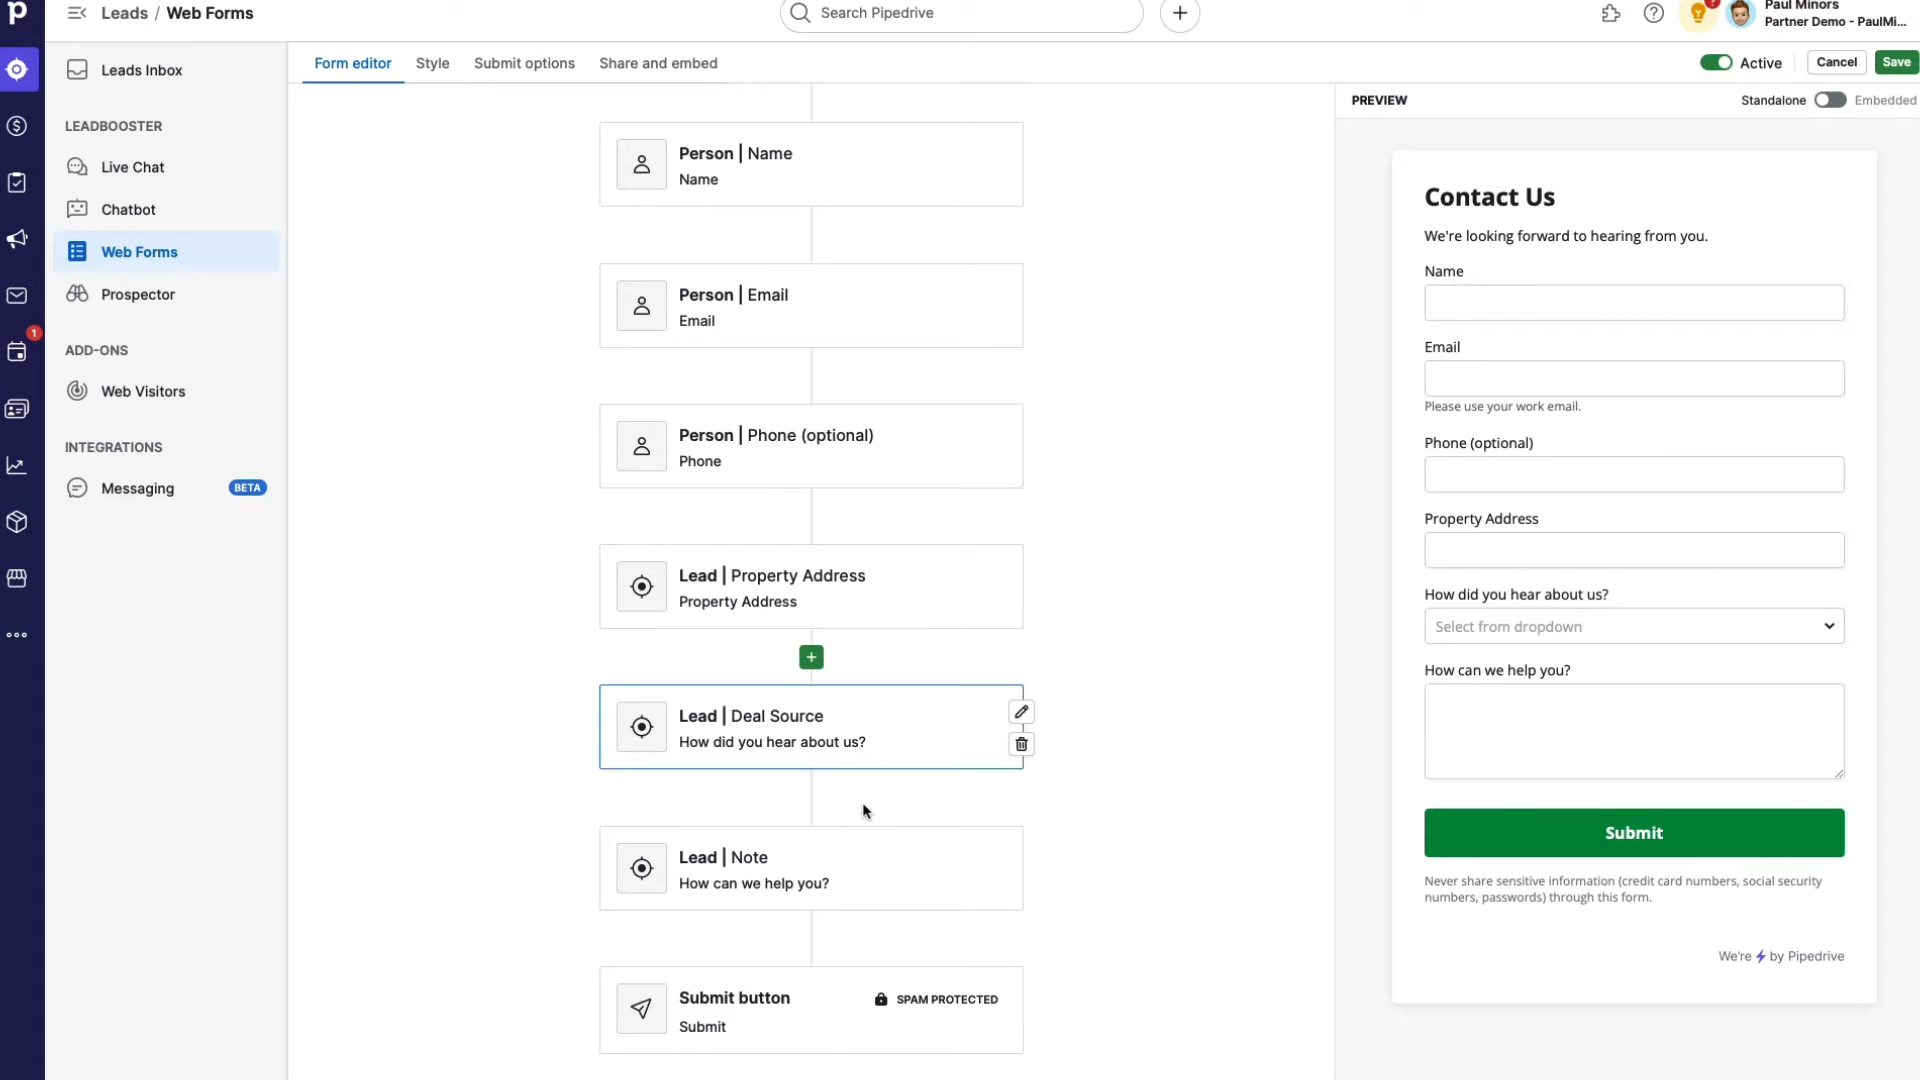 Leads / Web Forms
Search Pipedrive
Paul Minors
Partner Demo - PaulMi...
Leads Inbox
LEADBOOSTER
Live Chat
Chatbot
Web Forms
Prospector
ADD-ONS
Web Visitors
INTEGRATIONS
Messaging BETA
1
Form editor Style Submit options Share and embed
Active Cancel Save
Person | Name
Name
Person | Email
Email
Person | Phone (optional)
Phone
Lead | Property Address
Property Address
Lead | Deal Source
How did you hear about us?
Lead | Note
How can we help you?
Submit button SPAM PROTECTED
Submit
PREVIEW Standalone Embedded
Contact Us
We're looking forward to hearing from you.
Name
Email
Please use your work email.
Phone (optional)
Property Address
How did you hear about us?
Select from dropdown
How can we help you?
Submit
Never share sensitive information (credit card numbers, social security
numbers, passwords) through this form.
We're by Pipedrive